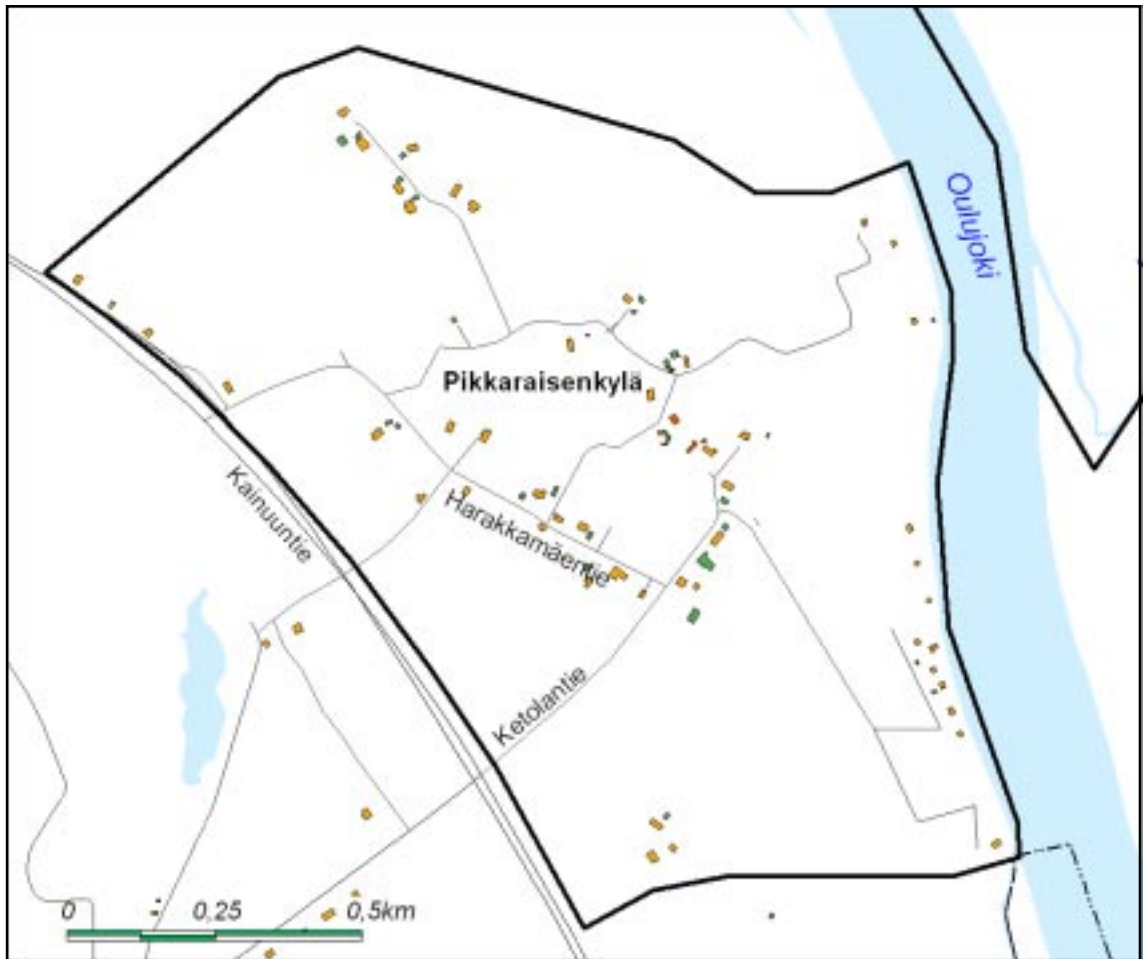 Oulujoki
Pikkaraisenkylä
Kainuuntie
Harakkamäentie
Ketolantie
0 0,25 0,5km